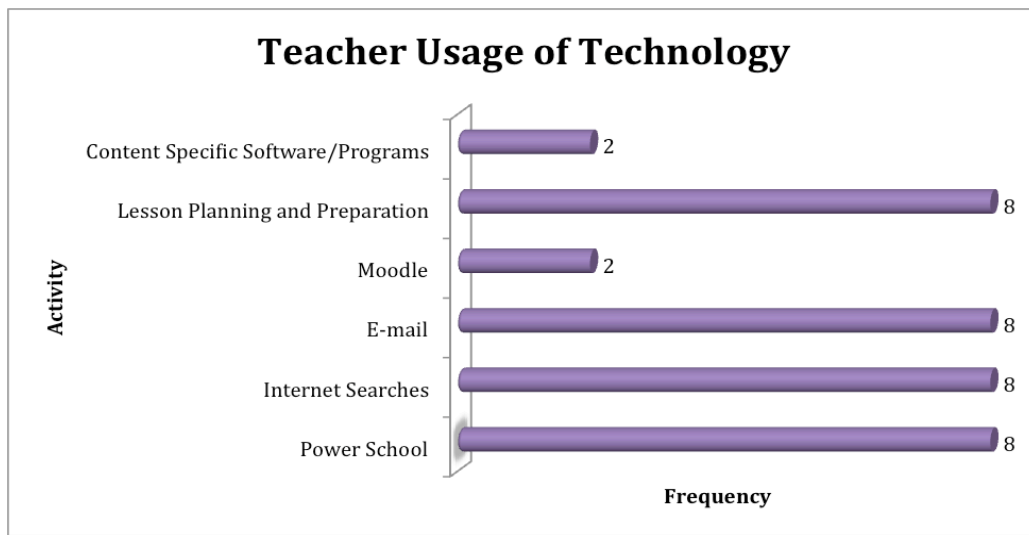 Teacher Usage of Technology
Content Specific Software/Programs
2
Lesson Planning and Preparation
8
Moodle
2
E-mail
8
Internet Searches
8
Power School
8
Activity
Frequency